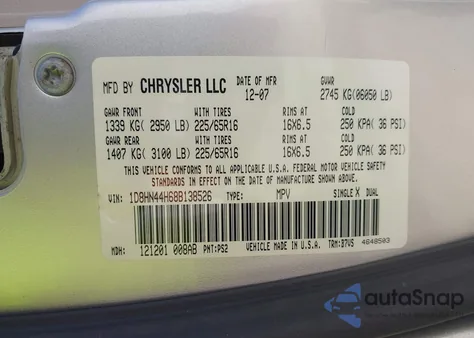 MFD BY CHRYSLER LLC DATE OF MFR 12-07 GVWR 2745 KG(06050 LB)
GAWR FRONT WITH TIRES RIMS AT COLD
1339 KG( 2950 LB) 225/65R16 16X6.5 250 KPA( 36 PSI)
GAWR REAR WITH TIRES RIMS AT COLD
1407 KG( 3100 LB) 225/65R16 16X6.5 250 KPA( 36 PSI)
THIS VEHICLE CONFORMS TO ALL APPLICABLE U.S.A. FEDERAL MOTOR VEHICLE SAFETY
STANDARDS IN EFFECT ON THE DATE OF MANUFACTURE SHOWN ABOVE.
VIN: 1D8HN44H68B138526 TYPE: MPV SINGLE X DUAL
MDH: 121201 008AB PNT:PS2 VEHICLE MADE IN U.S.A. TRM:B7VS 4648503
autoSnap